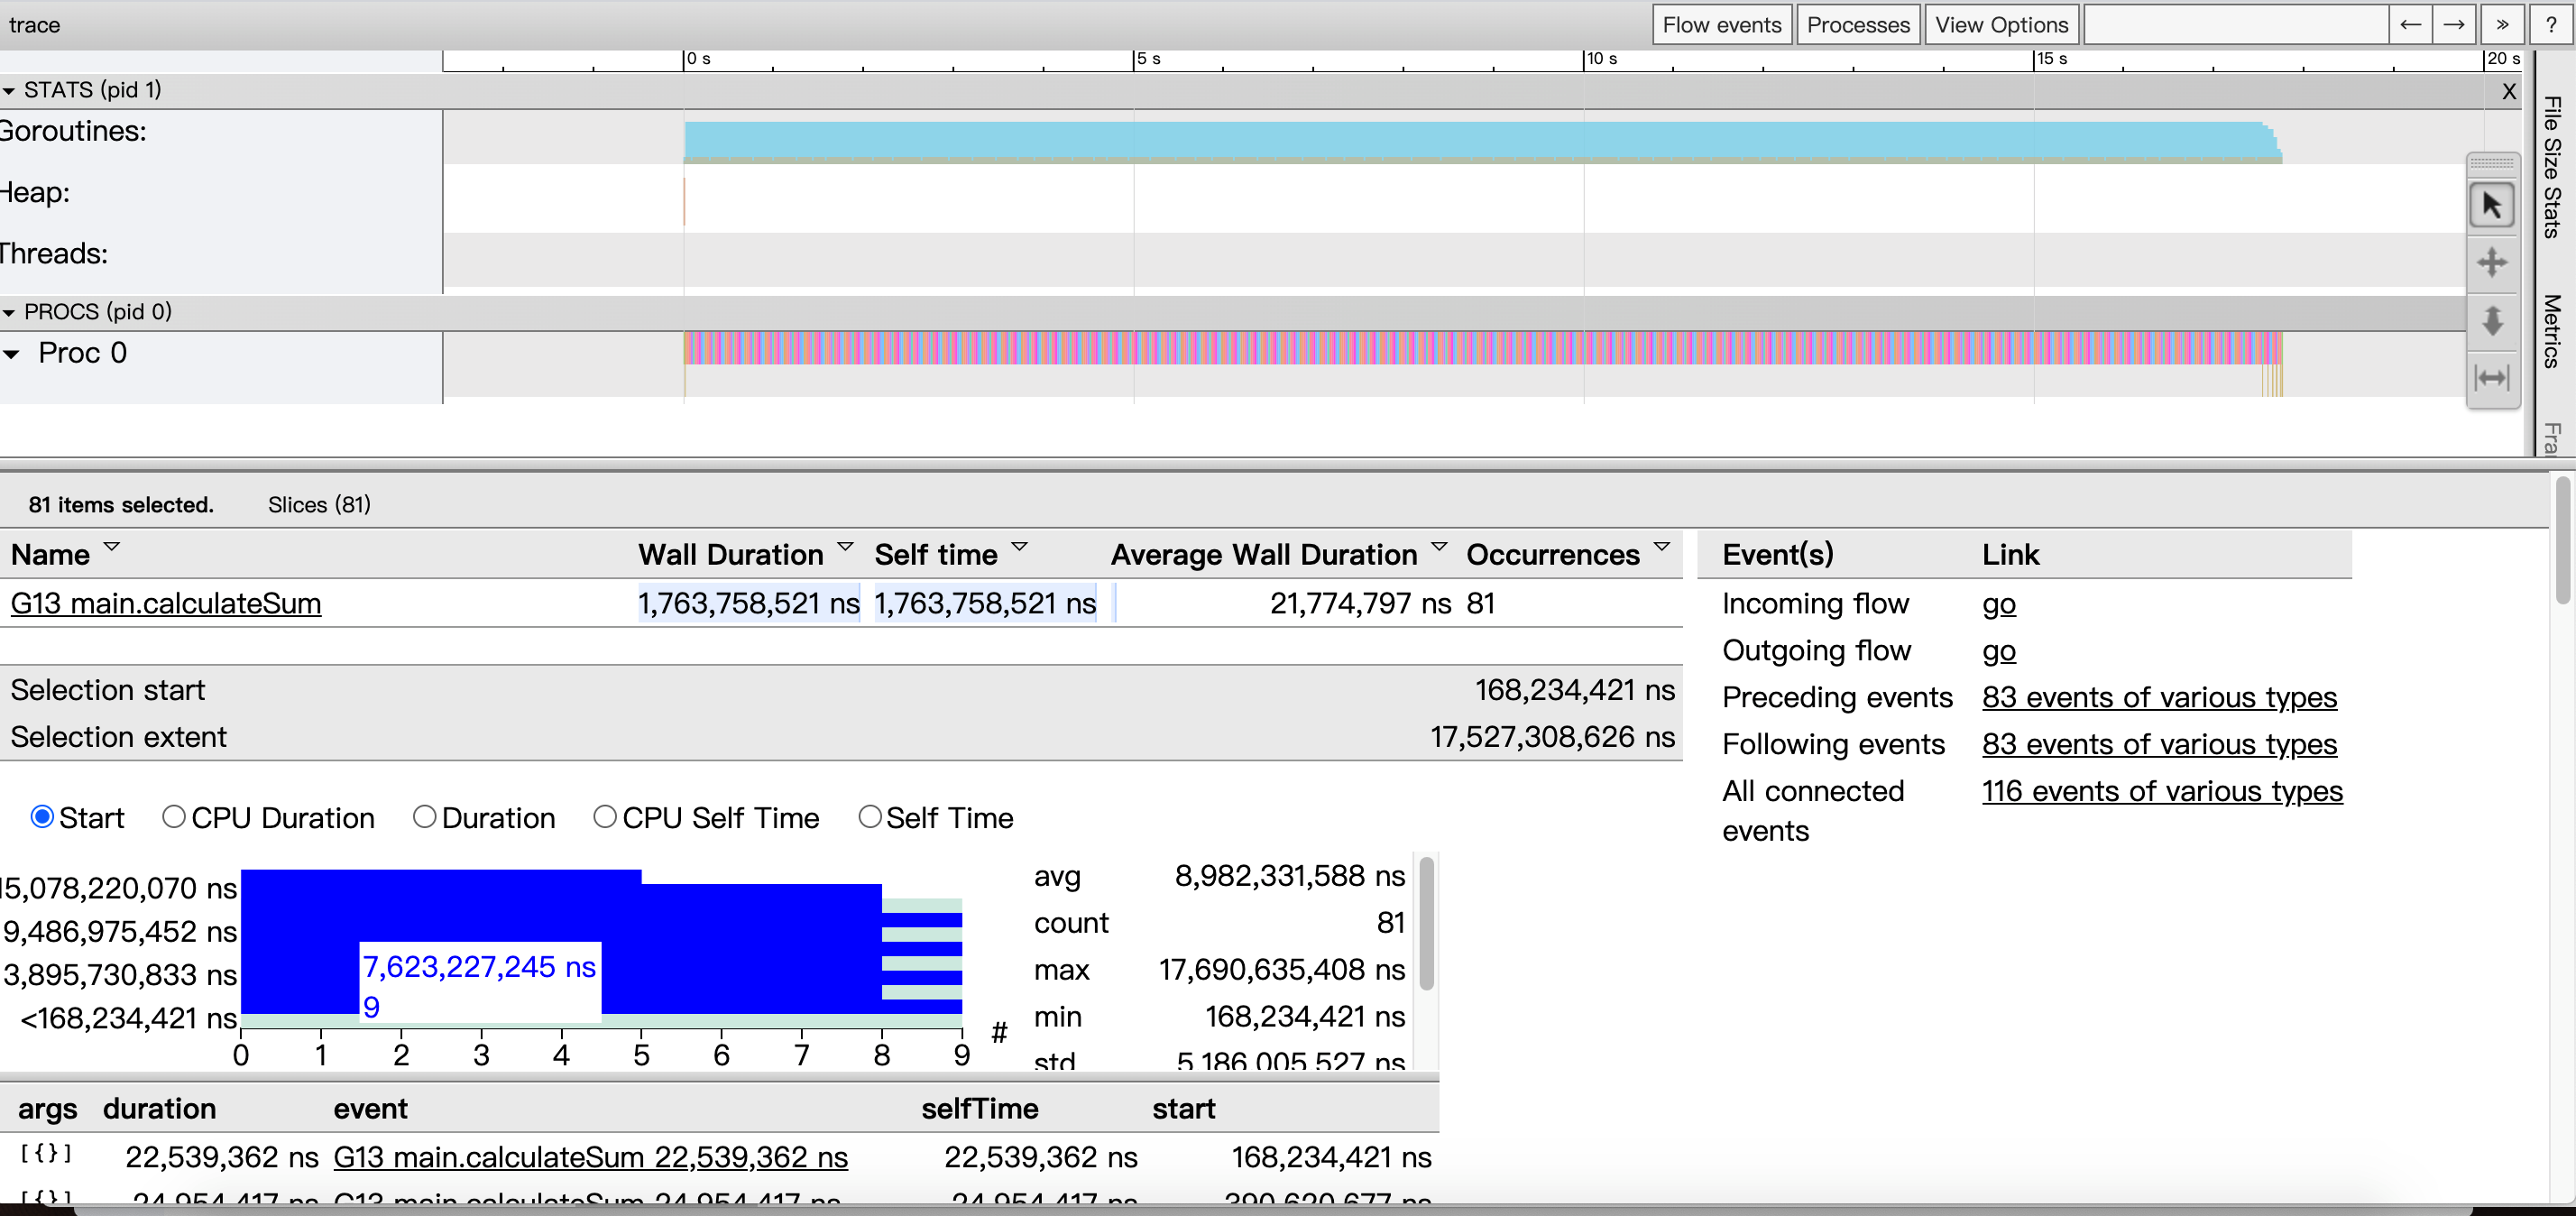 trace
Flow events Processes View Options ← → » ?
0 s 5 s 10 s 15 s 20 s
STATS (pid 1) X
Goroutines:
Heap:
Threads:
PROCS (pid 0)
Proc 0
File Size Stats
Metrics
Fra
81 items selected. Slices (81)
Name Wall Duration Self time Average Wall Duration Occurrences
G13 main.calculateSum 1,763,758,521 ns 1,763,758,521 ns 21,774,797 ns 81
Selection start 168,234,421 ns
Selection extent 17,527,308,626 ns
Event(s) Link
Incoming flow go
Outgoing flow go
Preceding events 83 events of various types
Following events 83 events of various types
All connected events 116 events of various types
Start CPU Duration Duration CPU Self Time Self Time
15,078,220,070 ns
9,486,975,452 ns
3,895,730,833 ns
<168,234,421 ns
7,623,227,245 ns
9
0 1 2 3 4 5 6 7 8 9
#
avg 8,982,331,588 ns
count 81
max 17,690,635,408 ns
min 168,234,421 ns
std 5,186,005,527 ns
args duration event selfTime start
[{}] 22,539,362 ns G13 main.calculateSum 22,539,362 ns 22,539,362 ns 168,234,421 ns
[{}] 24,954,417 ns G13 main.calculateSum 24,954,417 ns 24,954,417 ns 390,620,677 ns